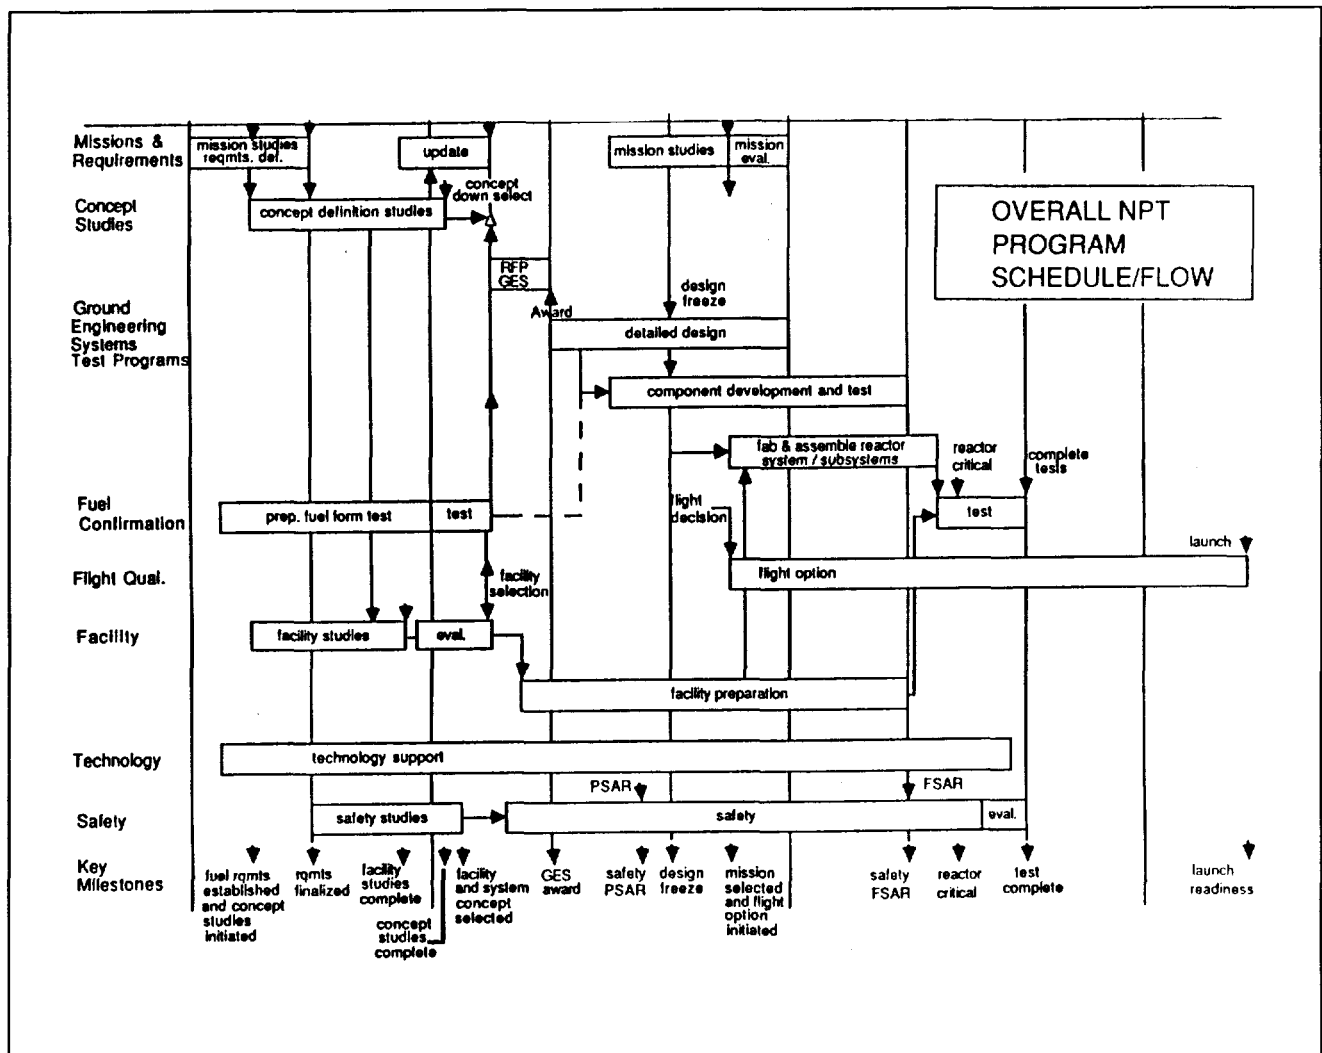 OVERALL NPT
PROGRAM
SCHEDULE/FLOW
Missions &
Requirements
mission studies
reqmts. def.
update
mission studies
mission
eval.
Concept
Studies
concept definition studies
concept
down select
RFP
GES
Award
Ground
Engineering
Systems
Test Programs
design
freeze
detailed design
component development and test
fab & assemble reactor
system / subsystems
reactor
critical
complete
tests
Fuel
Confirmation
prep. fuel form test
test
flight
decision
test
Flight Qual.
facility
selection
flight option
launch
Facility
facility studies
eval.
facility preparation
Technology
technology support
PSAR
FSAR
Safety
safety studies
safety
eval.
Key
Milestones
fuel rqmts
established
and concept
studies
initiated
rqmts
finalized
facility
studies
complete
concept
studies
complete
facility
and system
concept
selected
GES
award
safety
PSAR
design
freeze
mission
selected
and flight
option
initiated
safety
FSAR
reactor
critical
test
complete
launch
readiness